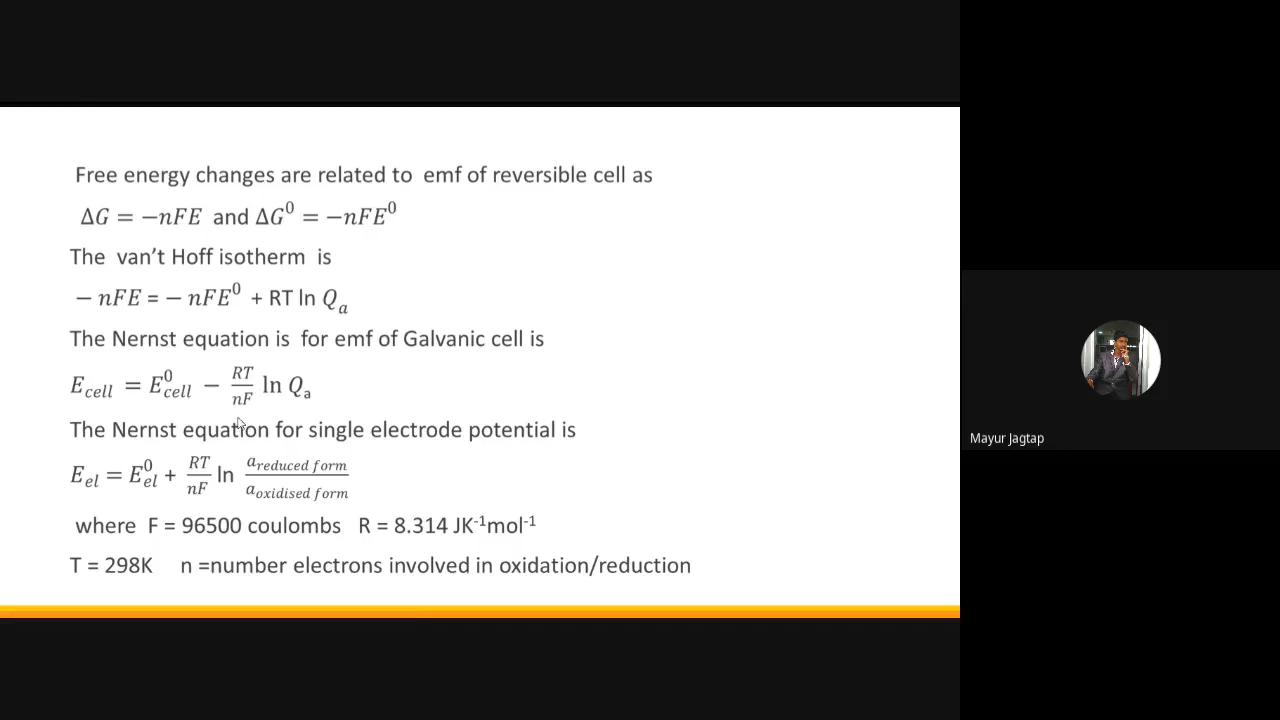 Free energy changes are related to emf of reversible cell as
ΔG = −nFE and ΔG⁰ = −nFE⁰
The van’t Hoff isotherm is
− nFE = − nFE⁰ + RT ln Qₐ
The Nernst equation is for emf of Galvanic cell is
E_cell = E⁰_cell − RT/nF ln Qₐ
The Nernst equation for single electrode potential is
E_el = E⁰_el + RT/nF ln a_reduced form/a_oxidised form
where F = 96500 coulombs R = 8.314 JK⁻¹mol⁻¹
T = 298K n =number electrons involved in oxidation/reduction
Mayur Jagtap